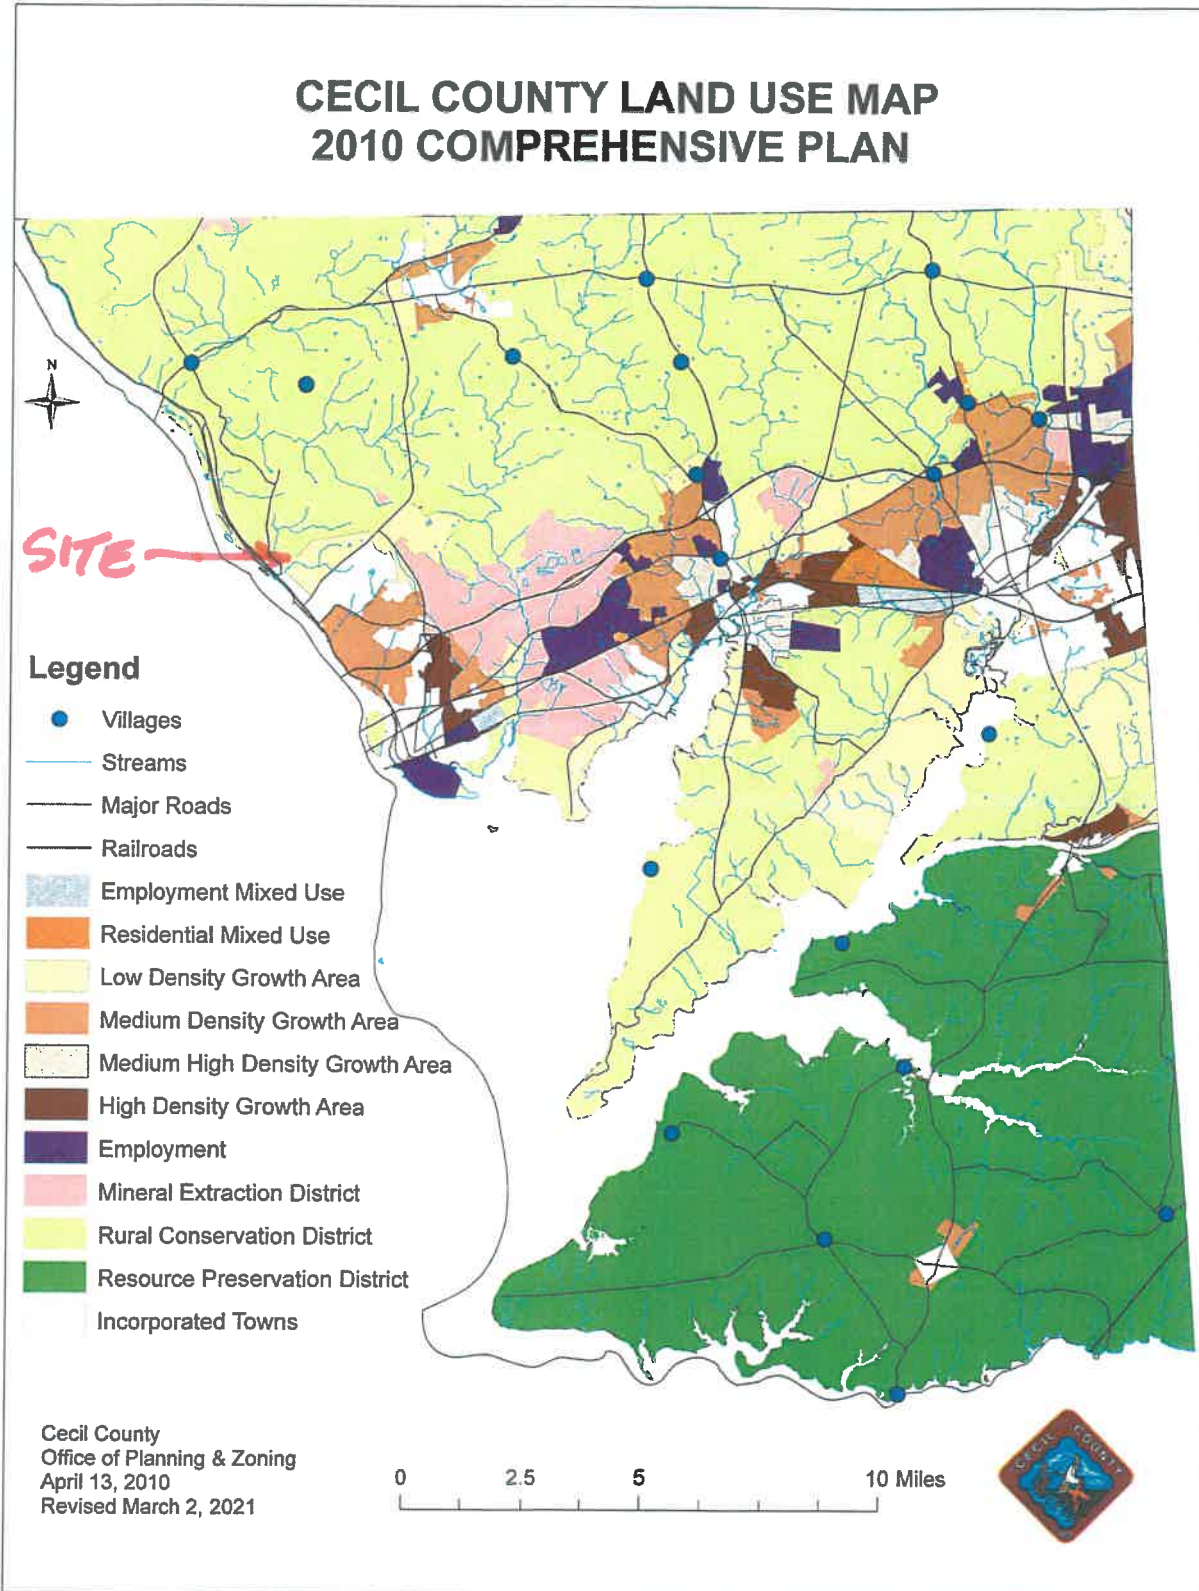 CECIL COUNTY LAND USE MAP
2010 COMPREHENSIVE PLAN
N
SITE
Legend
Villages
Streams
Major Roads
Railroads
Employment Mixed Use
Residential Mixed Use
Low Density Growth Area
Medium Density Growth Area
Medium High Density Growth Area
High Density Growth Area
Employment
Mineral Extraction District
Rural Conservation District
Resource Preservation District
Incorporated Towns
Cecil County
Office of Planning & Zoning
April 13, 2010
Revised March 2, 2021
0 2.5 5 10 Miles
CECIL COUNTY